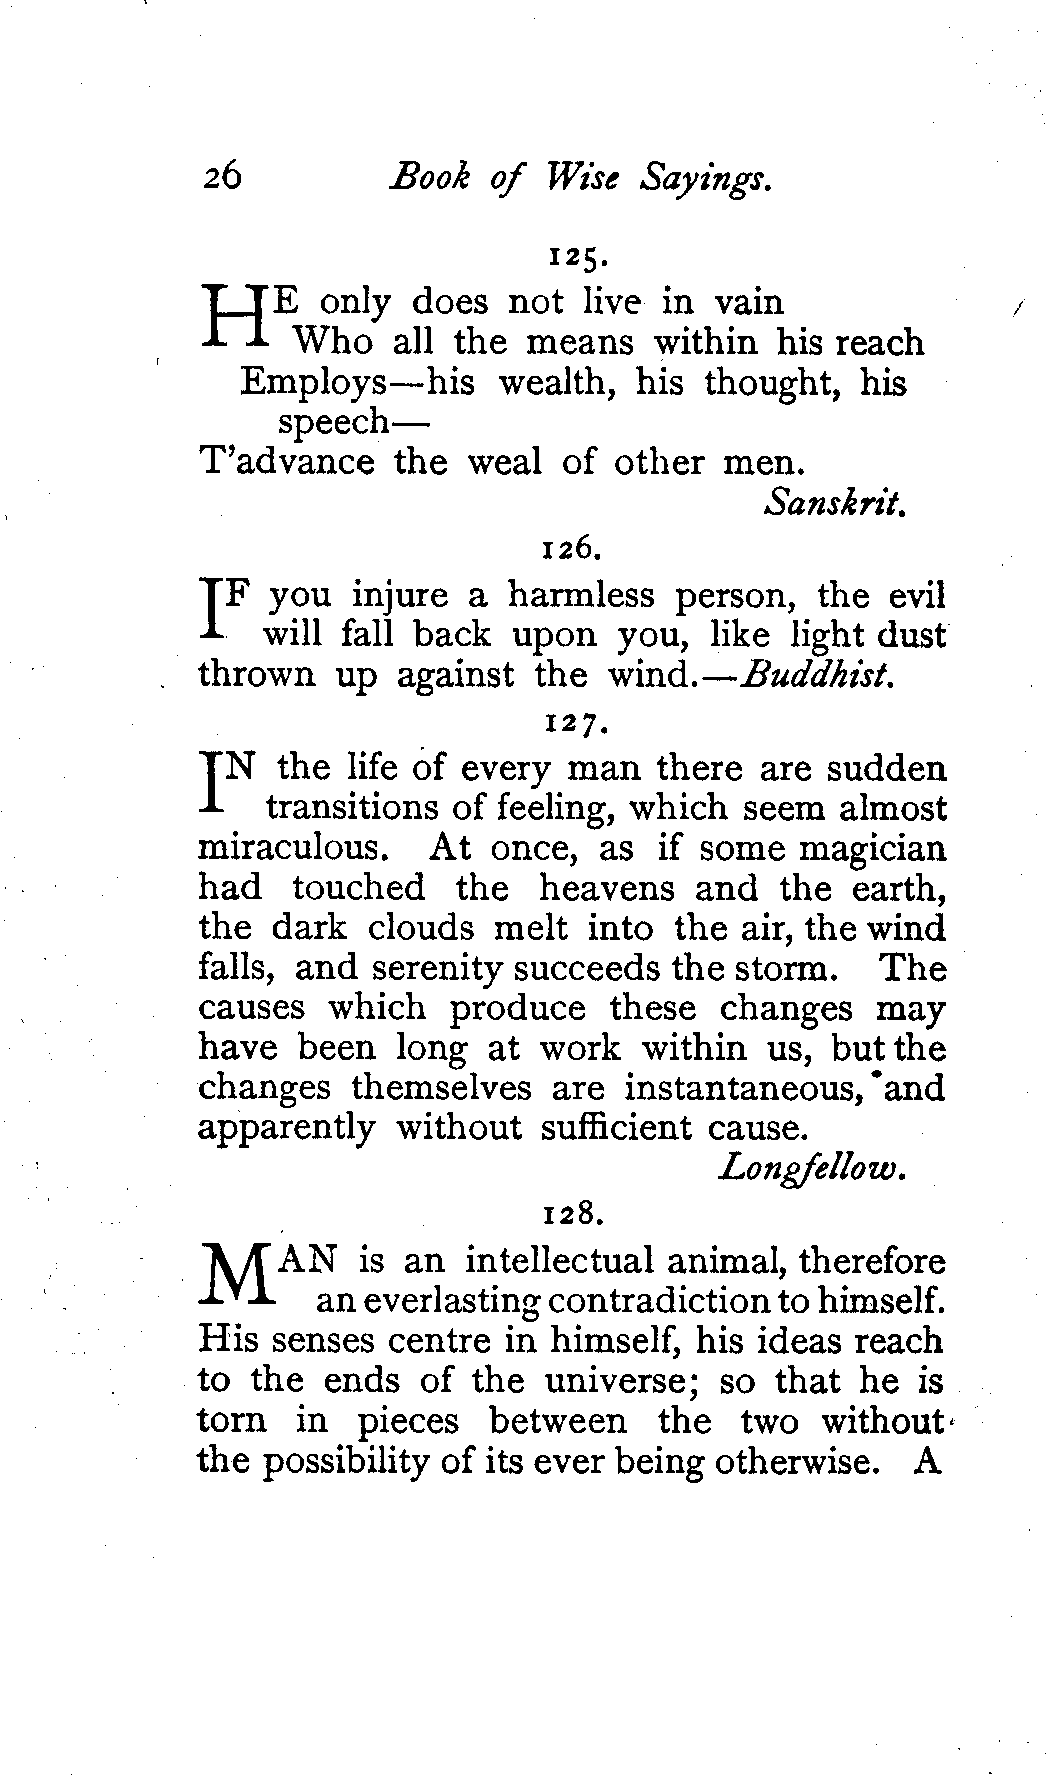 26 Book of Wise Sayings.
125.
HE only does not live in vain
Who all the means within his reach
Employs—his wealth, his thought, his
speech—
T'advance the weal of other men.
Sanskrit.
126.
IF you injure a harmless person, the evil
will fall back upon you, like light dust
thrown up against the wind.—Buddhist.
127.
IN the life of every man there are sudden
transitions of feeling, which seem almost
miraculous. At once, as if some magician
had touched the heavens and the earth,
the dark clouds melt into the air, the wind
falls, and serenity succeeds the storm. The
causes which produce these changes may
have been long at work within us, but the
changes themselves are instantaneous, and
apparently without sufficient cause.
Longfellow.
128.
MAN is an intellectual animal, therefore
an everlasting contradiction to himself.
His senses centre in himself, his ideas reach
to the ends of the universe; so that he is
torn in pieces between the two without
the possibility of its ever being otherwise. A